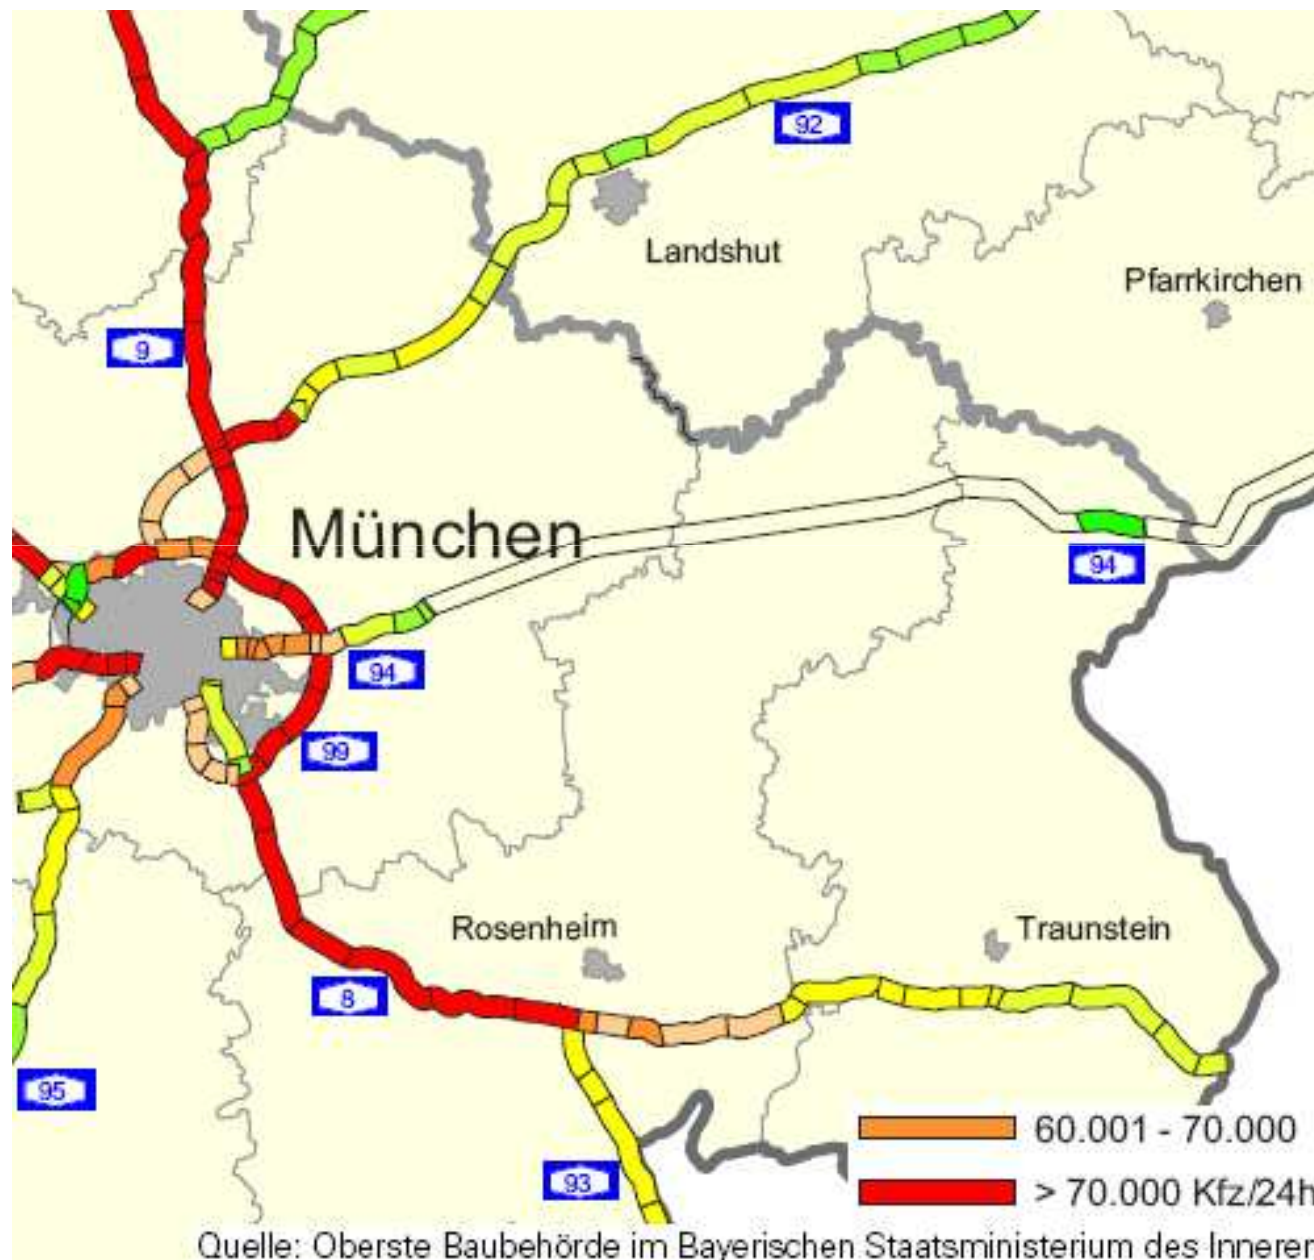 92
Landshut
Pfarrkirchen
9
München
94
94
99
Rosenheim
Traunstein
8
95
60.001 - 70.000
93
> 70.000 Kfz/24h
Quelle: Oberste Baubehörde im Bayerischen Staatsministerium des Inneren